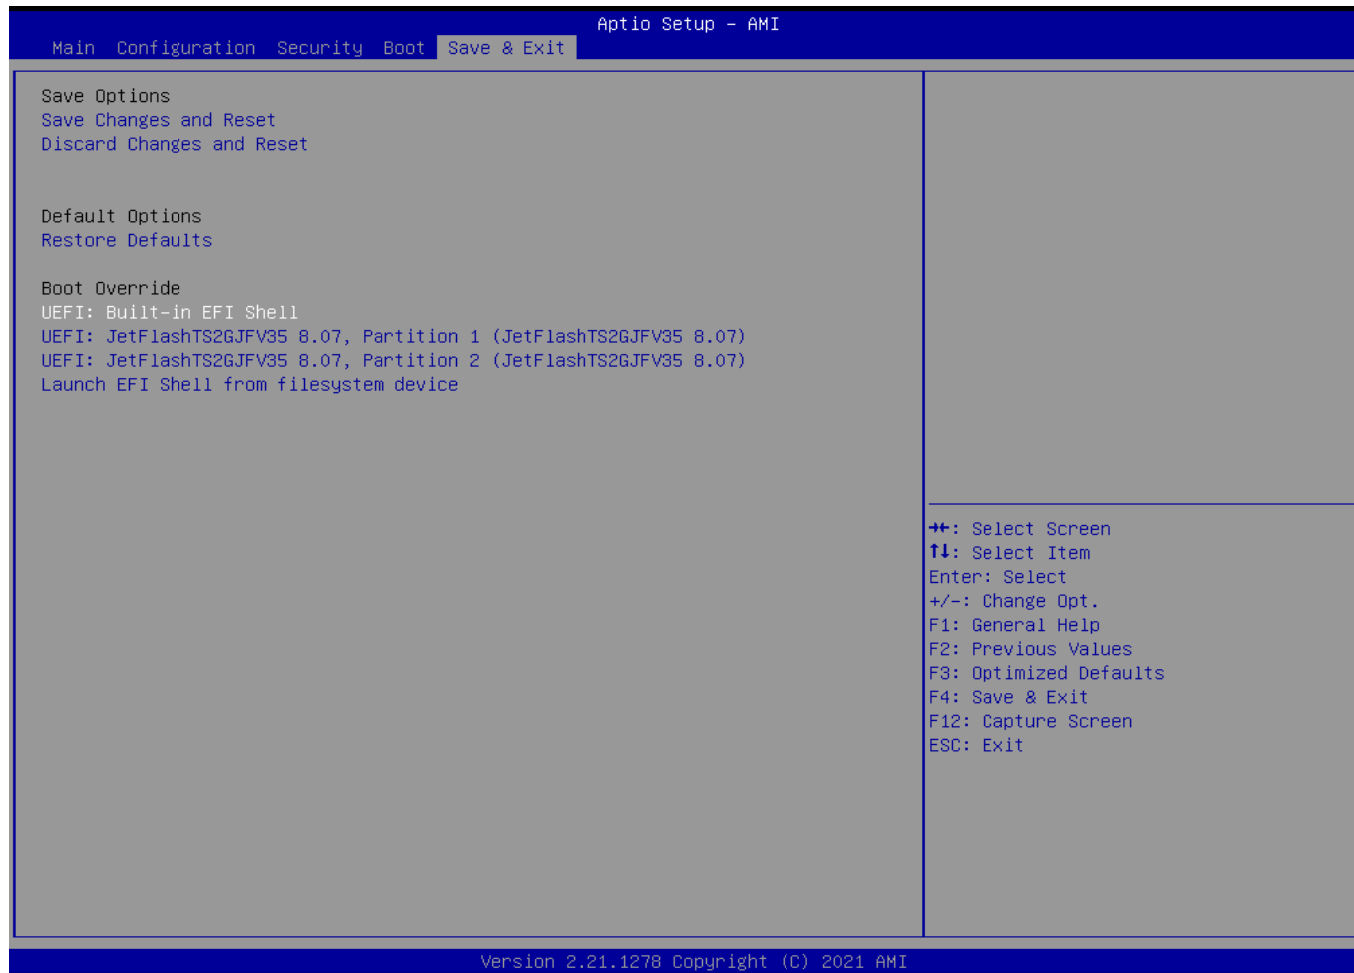 Aptio Setup – AMI
Main Configuration Security Boot Save & Exit
Save Options
Save Changes and Reset
Discard Changes and Reset
Default Options
Restore Defaults
Boot Override
UEFI: Built-in EFI Shell
UEFI: JetFlashTS2GJFV35 8.07, Partition 1 (JetFlashTS2GJFV35 8.07)
UEFI: JetFlashTS2GJFV35 8.07, Partition 2 (JetFlashTS2GJFV35 8.07)
Launch EFI Shell from filesystem device
→←: Select Screen
↑↓: Select Item
Enter: Select
+/-: Change Opt.
F1: General Help
F2: Previous Values
F3: Optimized Defaults
F4: Save & Exit
F12: Capture Screen
ESC: Exit
Version 2.21.1278 Copyright (C) 2021 AMI